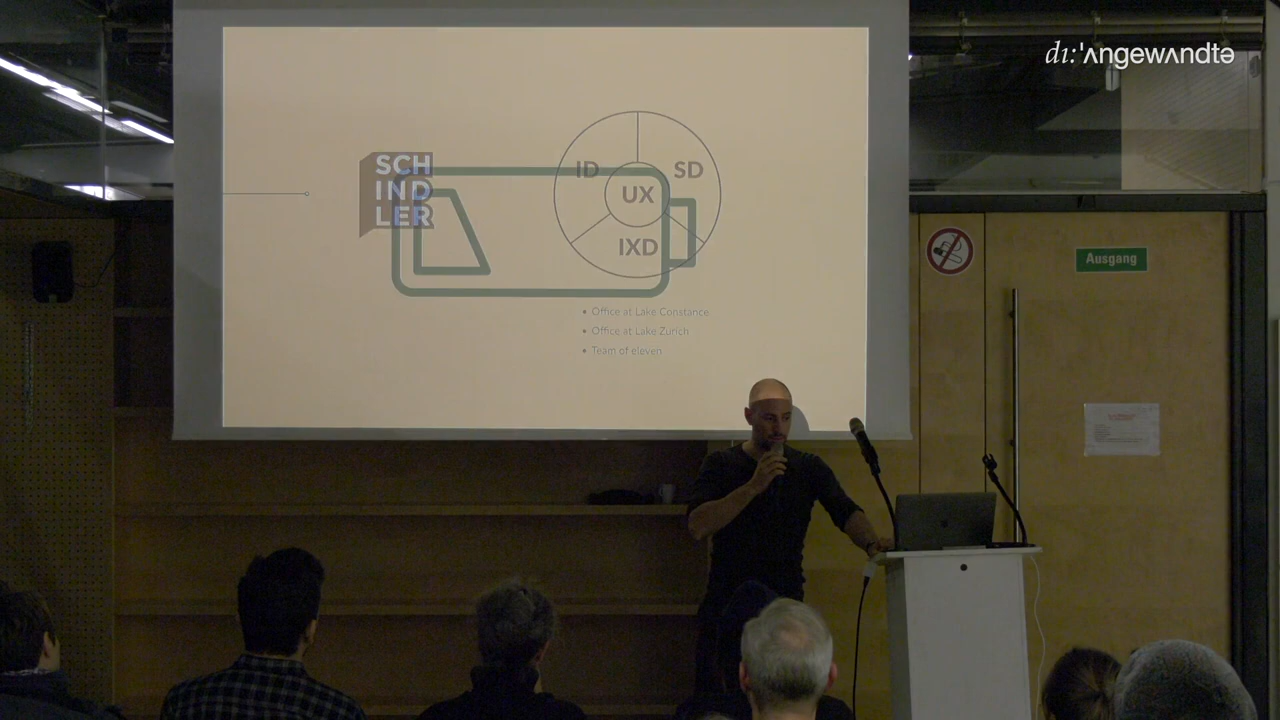 dı:'ʌngewʌndtə
SCH
IND
LER
ID
SD
UX
IXD
• Office at Lake Constance
• Office at Lake Zurich
• Team of eleven
Ausgang